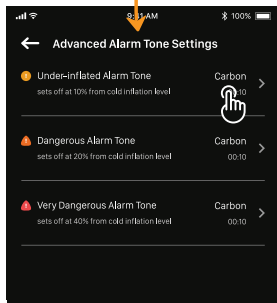 AM
100%
Advanced Alarm Tone Settings
Under-inflated Alarm Tone Carbon
sets off at 10% from cold inflation level :10
Dangerous Alarm Tone Carbon
sets off at 20% from cold inflation level 00:10
Very Dangerous Alarm Tone Carbon
sets off at 40% from cold inflation level 00:10